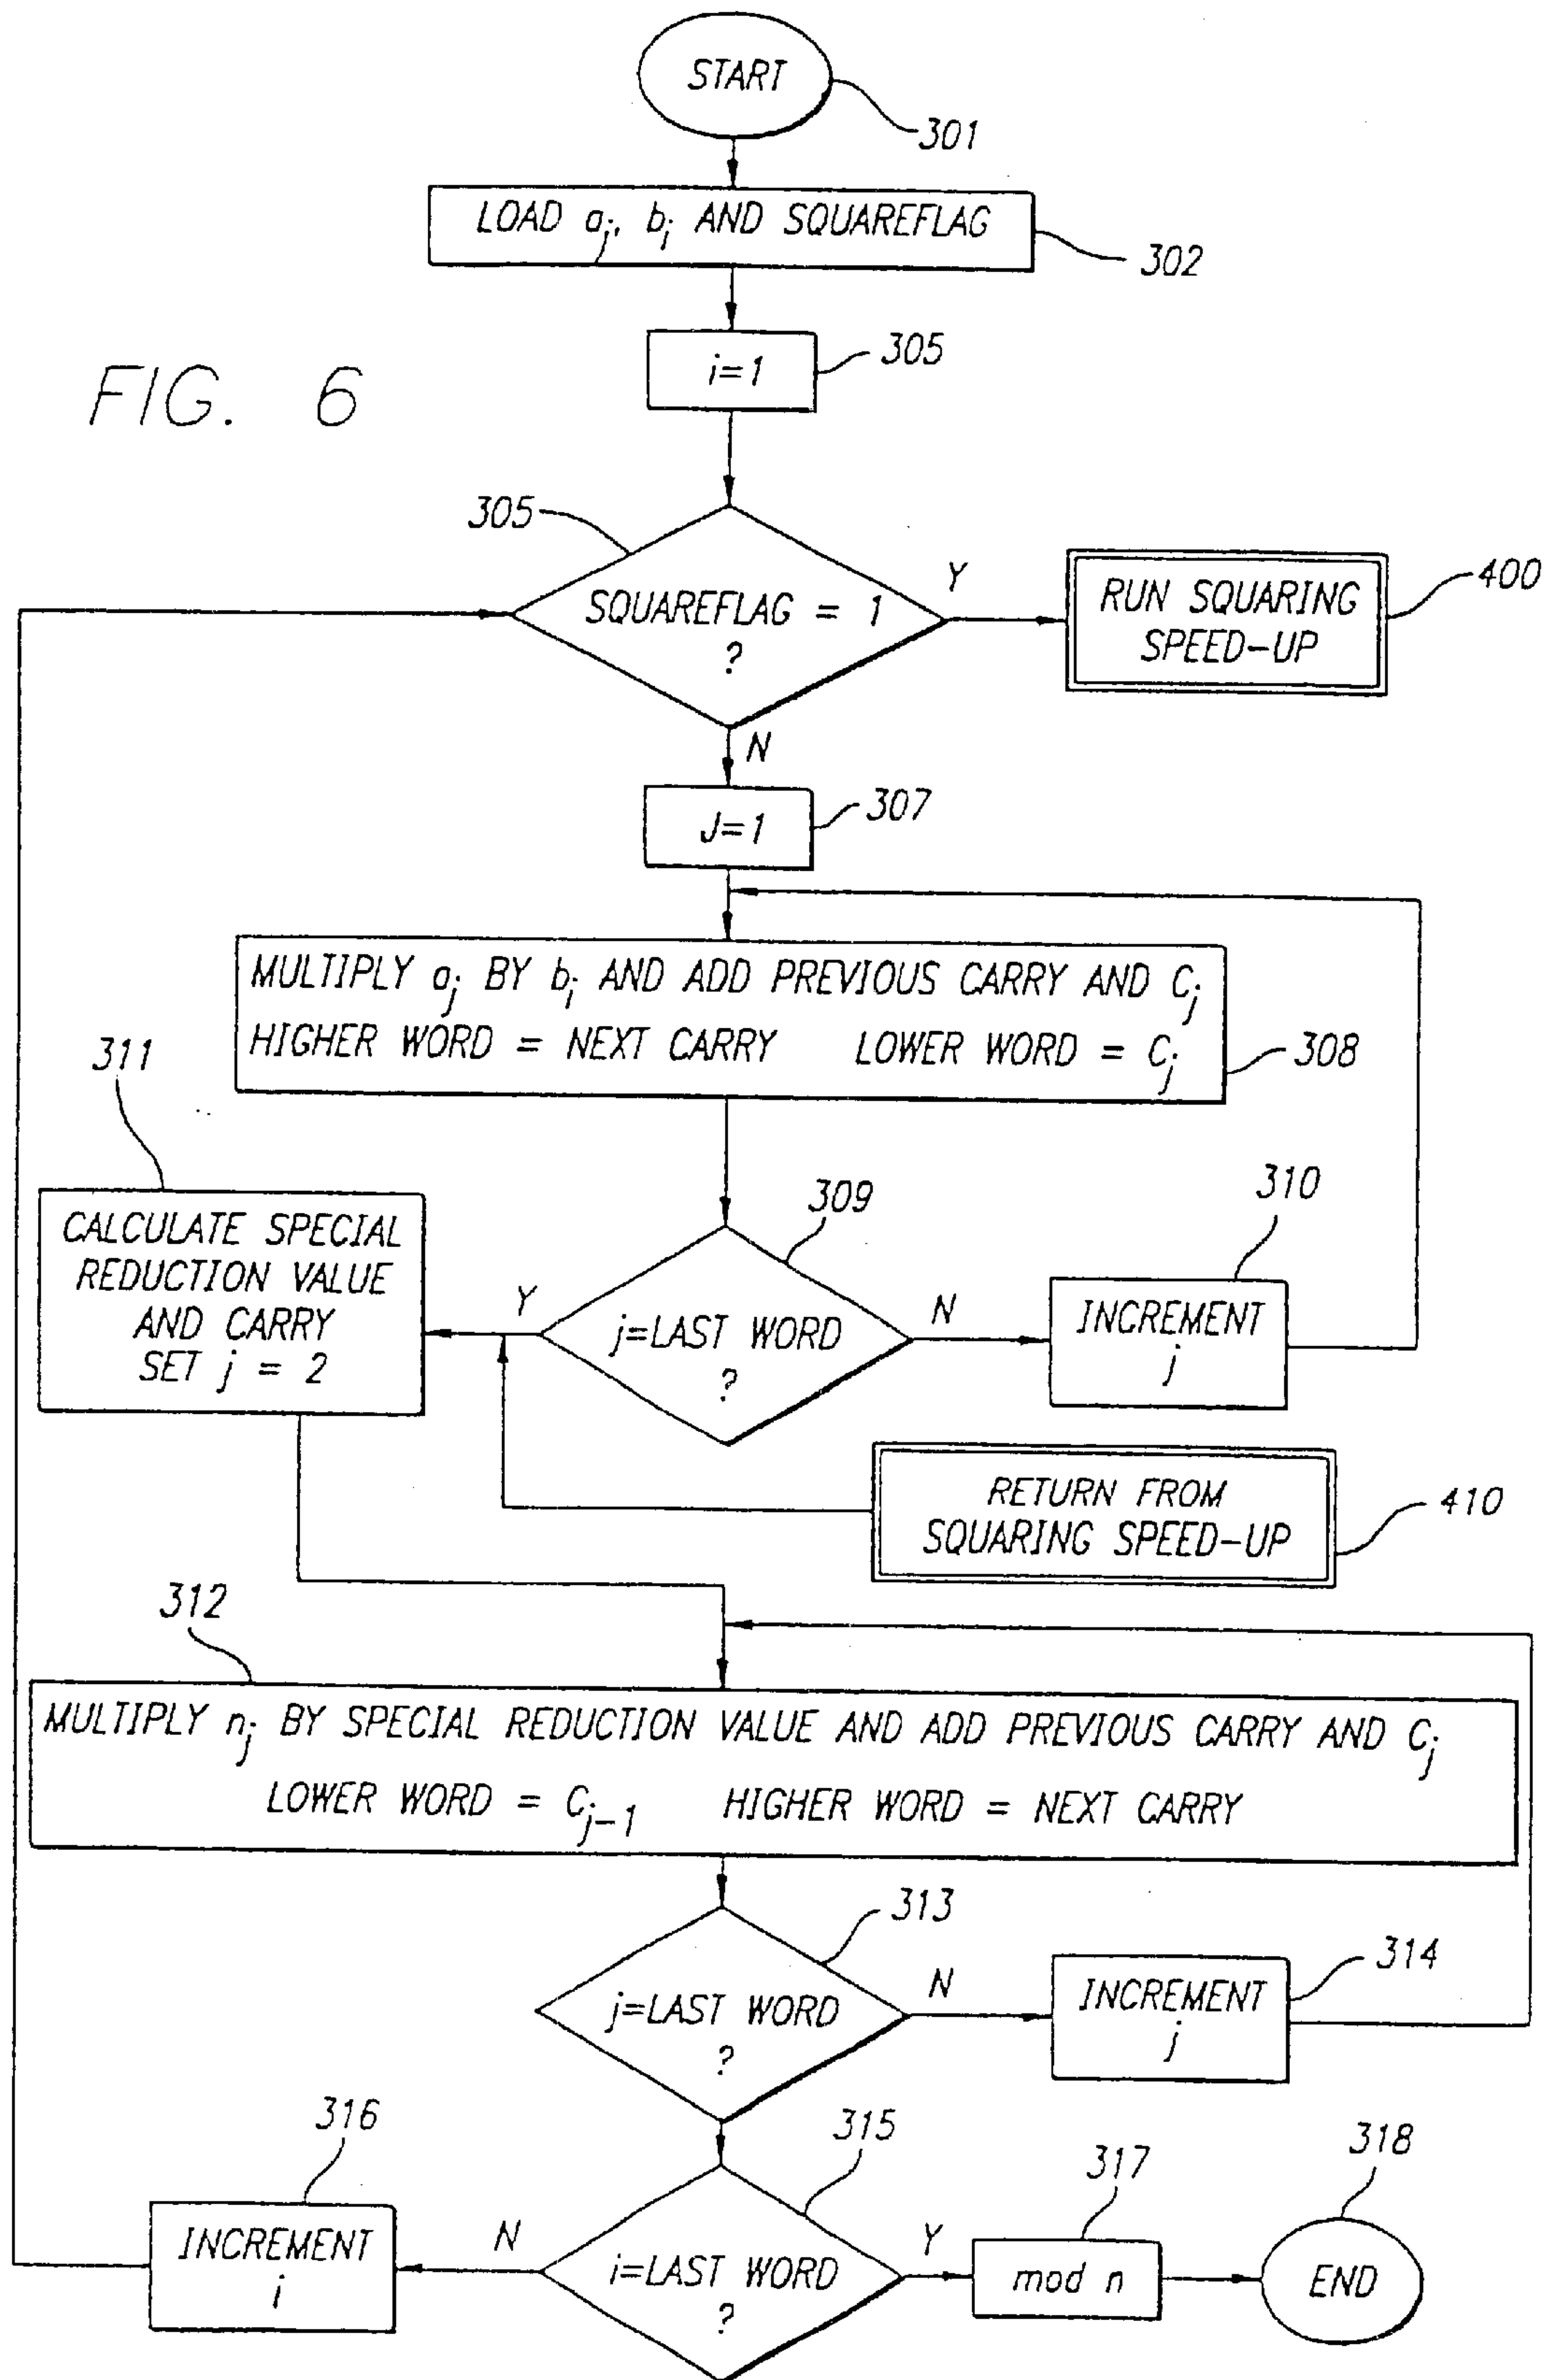 START
301
LOAD aj, bi AND SQUAREFLAG
302
i=1
305
FIG. 6
305
SQUAREFLAG = 1
?
Y
RUN SQUARING
SPEED-UP
400
N
J=1
307
MULTIPLY aj BY bi AND ADD PREVIOUS CARRY AND Cj
HIGHER WORD = NEXT CARRY LOWER WORD = Cj
308
311
CALCULATE SPECIAL
REDUCTION VALUE
AND CARRY
SET j = 2
309
Y
j=LAST WORD
?
N
310
INCREMENT
j
RETURN FROM
SQUARING SPEED-UP
410
312
MULTIPLY nj BY SPECIAL REDUCTION VALUE AND ADD PREVIOUS CARRY AND Cj
LOWER WORD = Cj-1 HIGHER WORD = NEXT CARRY
313
j=LAST WORD
?
N
314
INCREMENT
j
316
INCREMENT
i
N
315
i=LAST WORD
?
Y
317
mod n
318
END